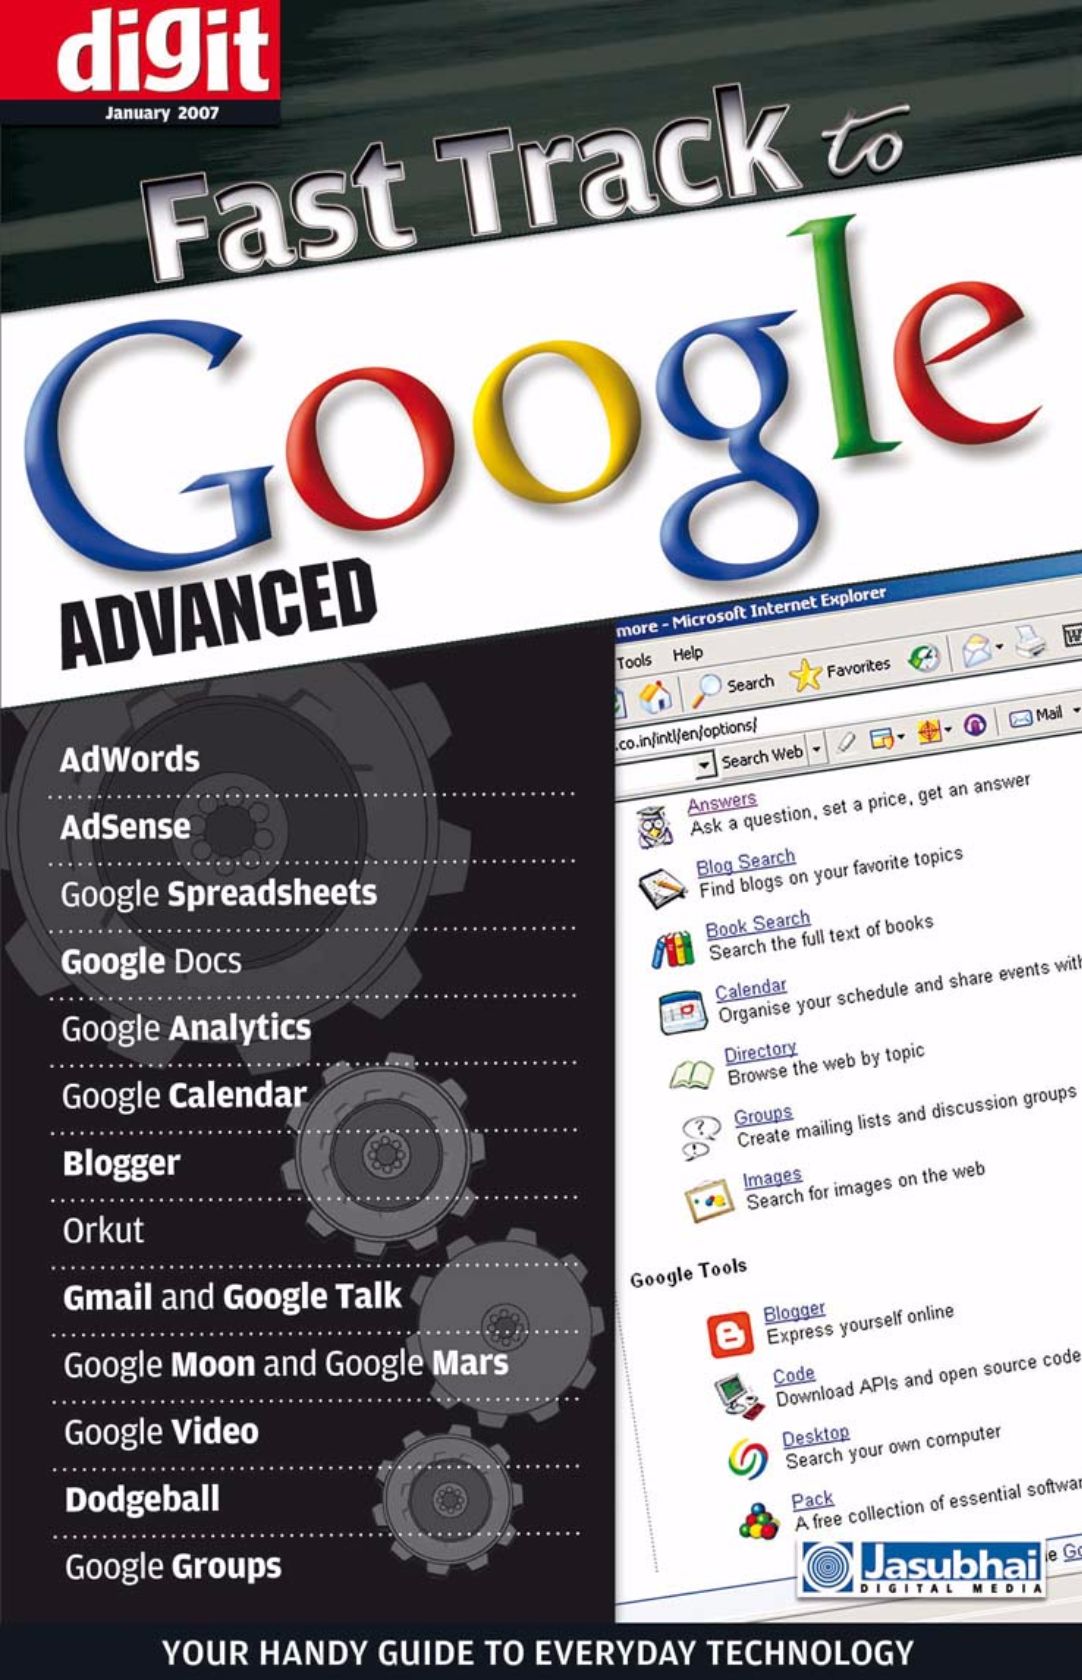 digit
January 2007
Fast Track to
Google
ADVANCED
AdWords
AdSense
Google Spreadsheets
Google Docs
Google Analytics
Google Calendar
Blogger
Orkut
Gmail and Google Talk
Google Moon and Google Mars
Google Video
Dodgeball
Google Groups
more - Microsoft Internet Explorer
Tools Help
Search Favorites
.co.in/intl/en/options/
Search Web Mail
Answers
Ask a question, set a price, get an answer
Blog Search
Find blogs on your favorite topics
Book Search
Search the full text of books
Calendar
Organise your schedule and share events with
Directory
Browse the web by topic
Groups
Create mailing lists and discussion groups
Images
Search for images on the web
Google Tools
Blogger
Express yourself online
Code
Download APIs and open source code
Desktop
Search your own computer
Pack
A free collection of essential softwar
Jasubhai
DIGITAL MEDIA
YOUR HANDY GUIDE TO EVERYDAY TECHNOLOGY